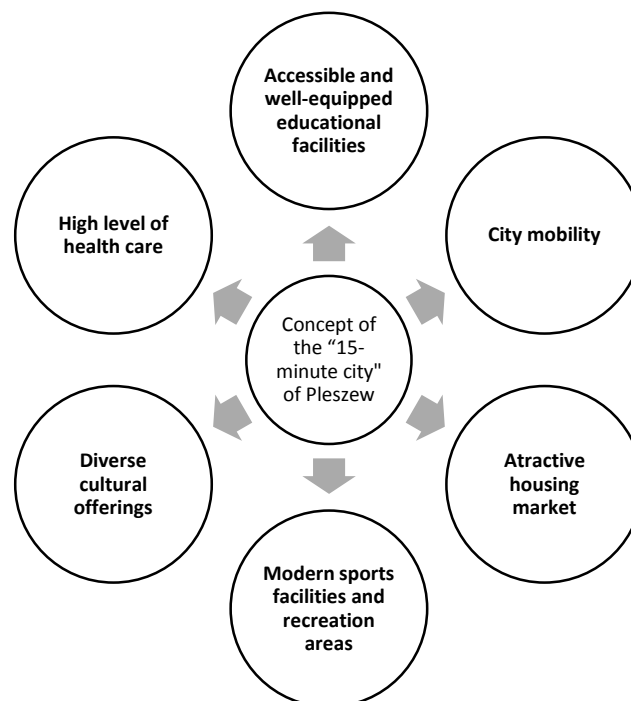 Accessible and
well-equipped
educational
facilities
High level of
health care
City mobility
Concept of
the “15-
minute city"
of Pleszew
Diverse
cultural
offerings
Atractive
housing
market
Modern sports
facilities and
recreation
areas